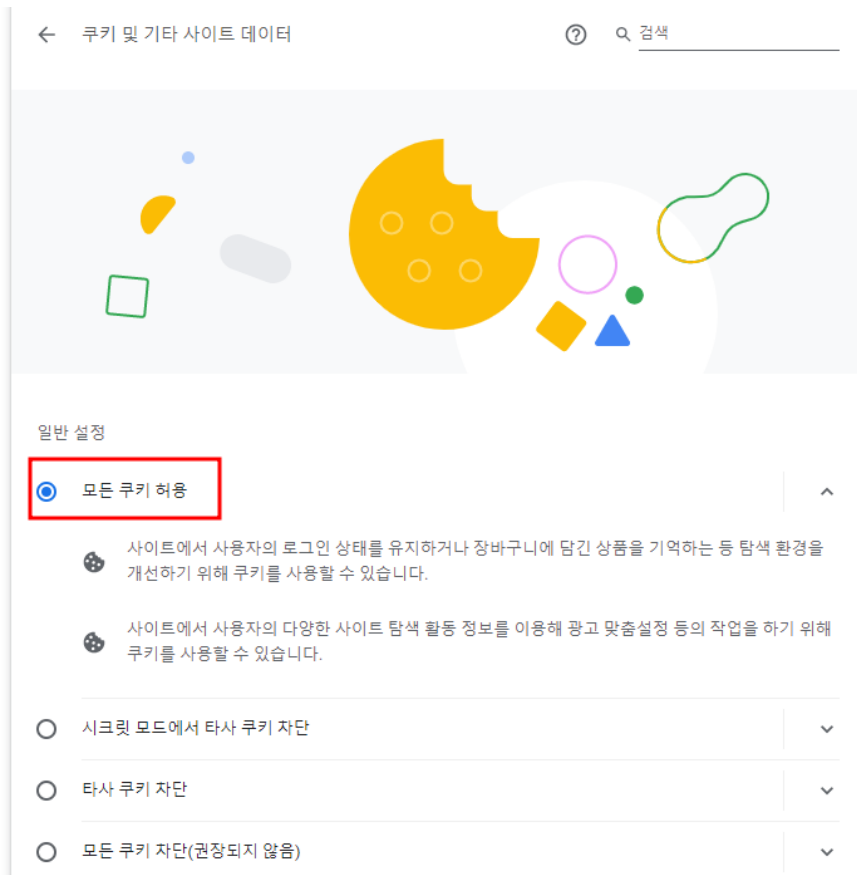 쿠키 및 기타 사이트 데이터
검색
일반 설정
모든 쿠키 허용
사이트에서 사용자의 로그인 상태를 유지하거나 장바구니에 담긴 상품을 기억하는 등 탐색 환경을
개선하기 위해 쿠키를 사용할 수 있습니다.
사이트에서 사용자의 다양한 사이트 탐색 활동 정보를 이용해 광고 맞춤설정 등의 작업을 하기 위해
쿠키를 사용할 수 있습니다.
시크릿 모드에서 타사 쿠키 차단
타사 쿠키 차단
모든 쿠키 차단(권장되지 않음)